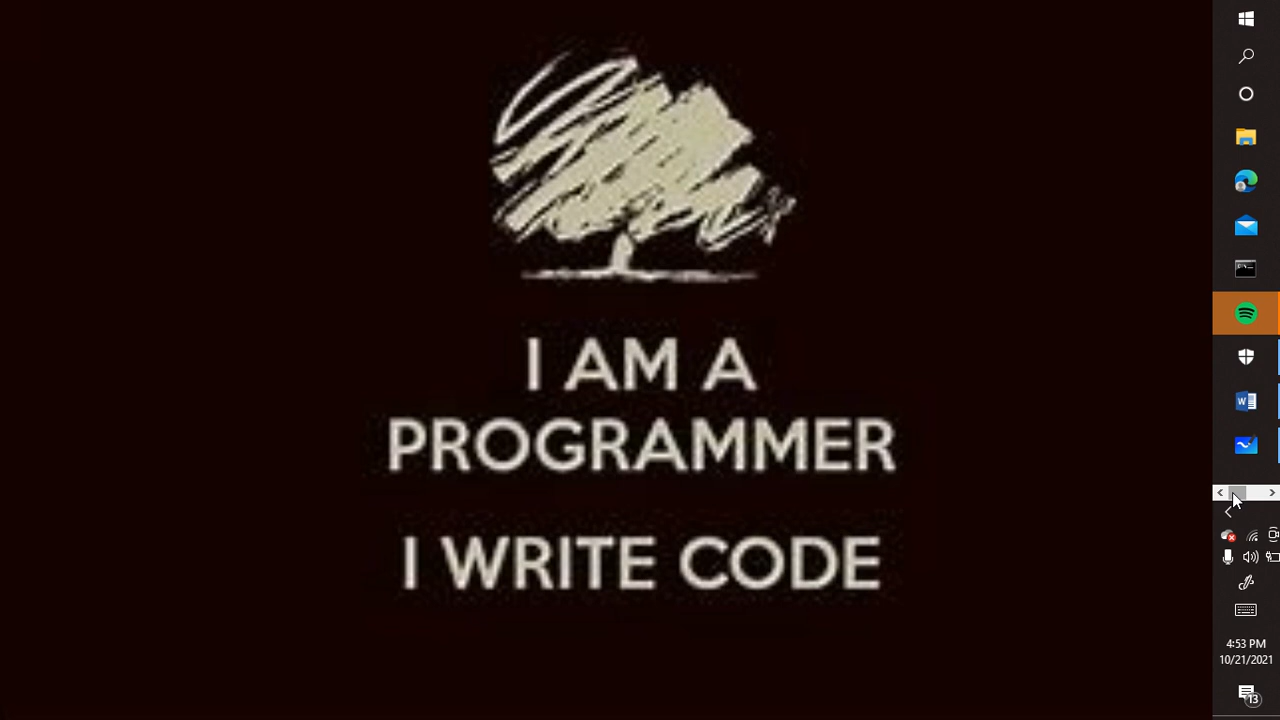 I AM A
PROGRAMMER
I WRITE CODE
W
4:53 PM
10/21/2021
13